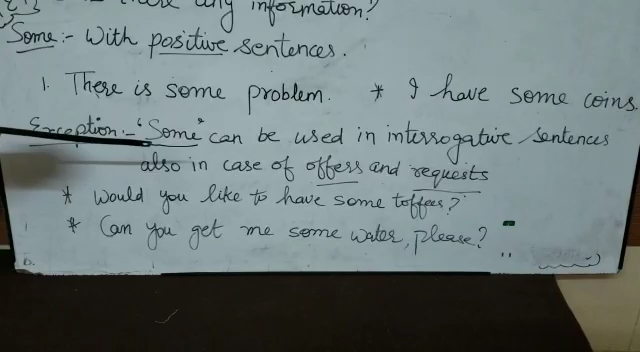 there any information?
Some:- With positive sentences.
1. There is some problem. * I have some coins.
Exception:- "Some" can be used in interrogative sentences
also in case of offers and requests
* Would you like to have some toffees?
* Can you get me some water, please?